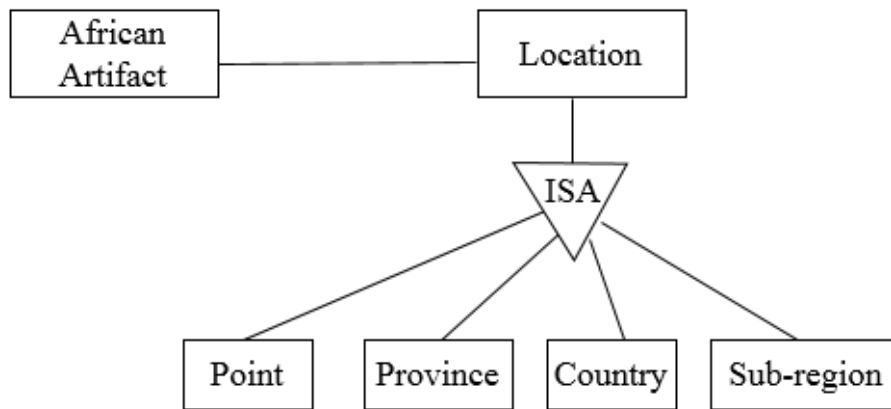 African
Artifact
Location
ISA
Point
Province
Country
Sub-region